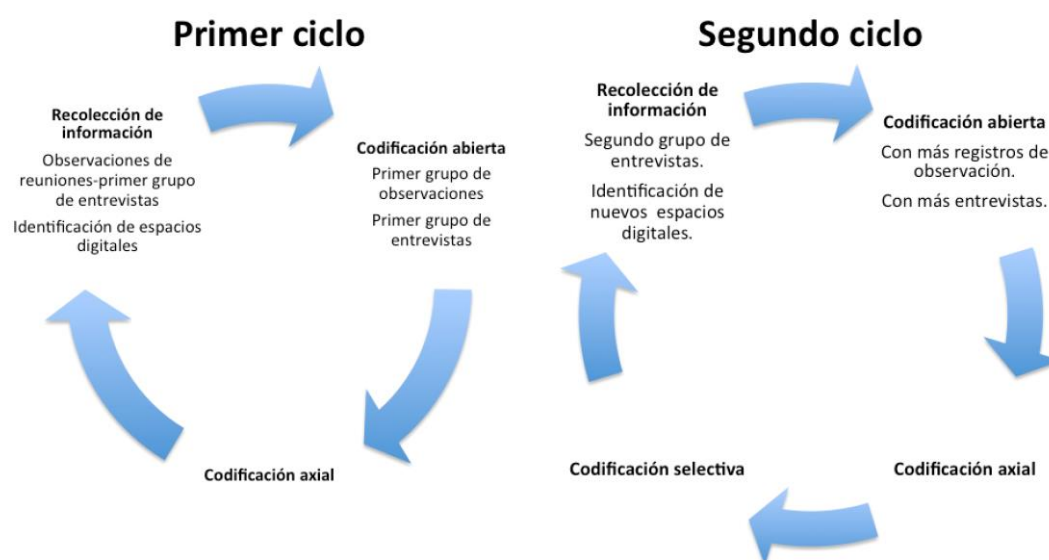 Primer ciclo
Recolección de
información
Observaciones de
reuniones-primer grupo
de entrevistas
Identificación de espacios
digitales
Codificación abierta
Primer grupo de
observaciones
Primer grupo de
entrevistas
Codificación axial
Segundo ciclo
Recolección de
información
Segundo grupo de
entrevistas.
Identificación de
nuevos espacios
digitales.
Codificación abierta
Con más registros de
observación.
Con más entrevistas.
Codificación axial
Codificación selectiva